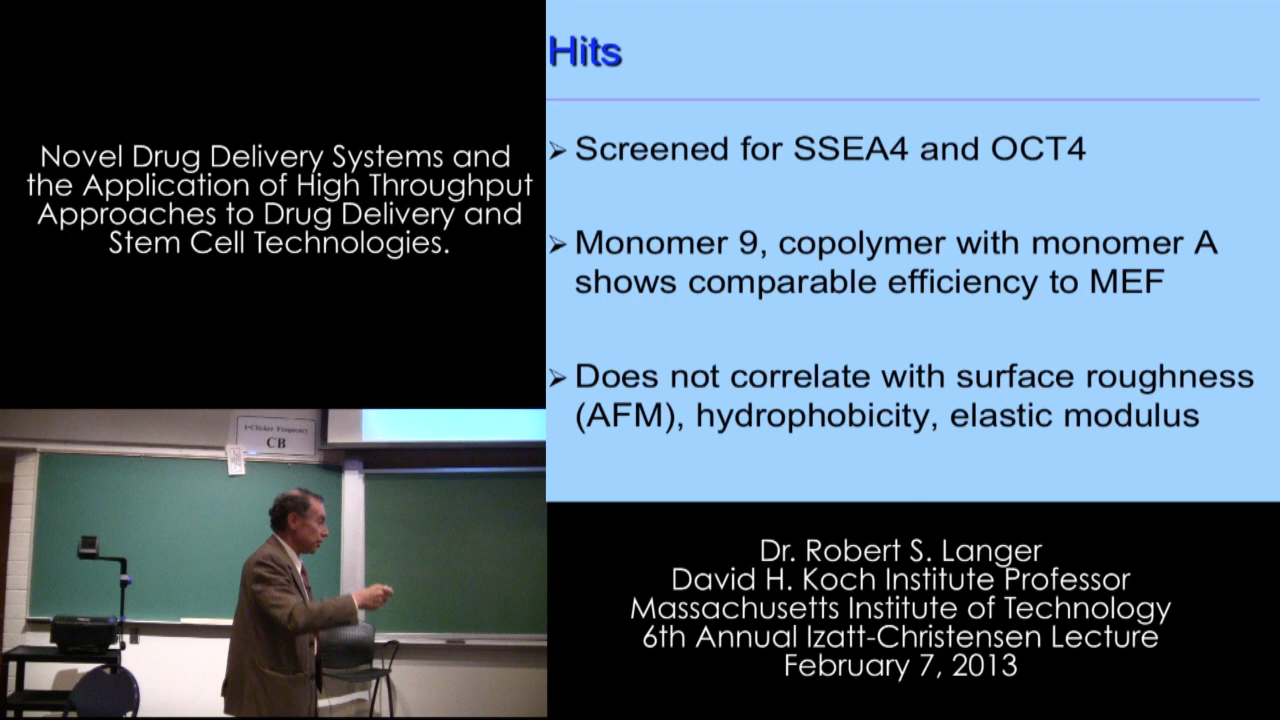 Novel Drug Delivery Systems and
the Application of High Throughput
Approaches to Drug Delivery and
Stem Cell Technologies.
Hits
➢ Screened for SSEA4 and OCT4
➢ Monomer 9, copolymer with monomer A
shows comparable efficiency to MEF
➢ Does not correlate with surface roughness
(AFM), hydrophobicity, elastic modulus
I-Clicker Frequency
CB
Dr. Robert S. Langer
David H. Koch Institute Professor
Massachusetts Institute of Technology
6th Annual Izatt-Christensen Lecture
February 7, 2013